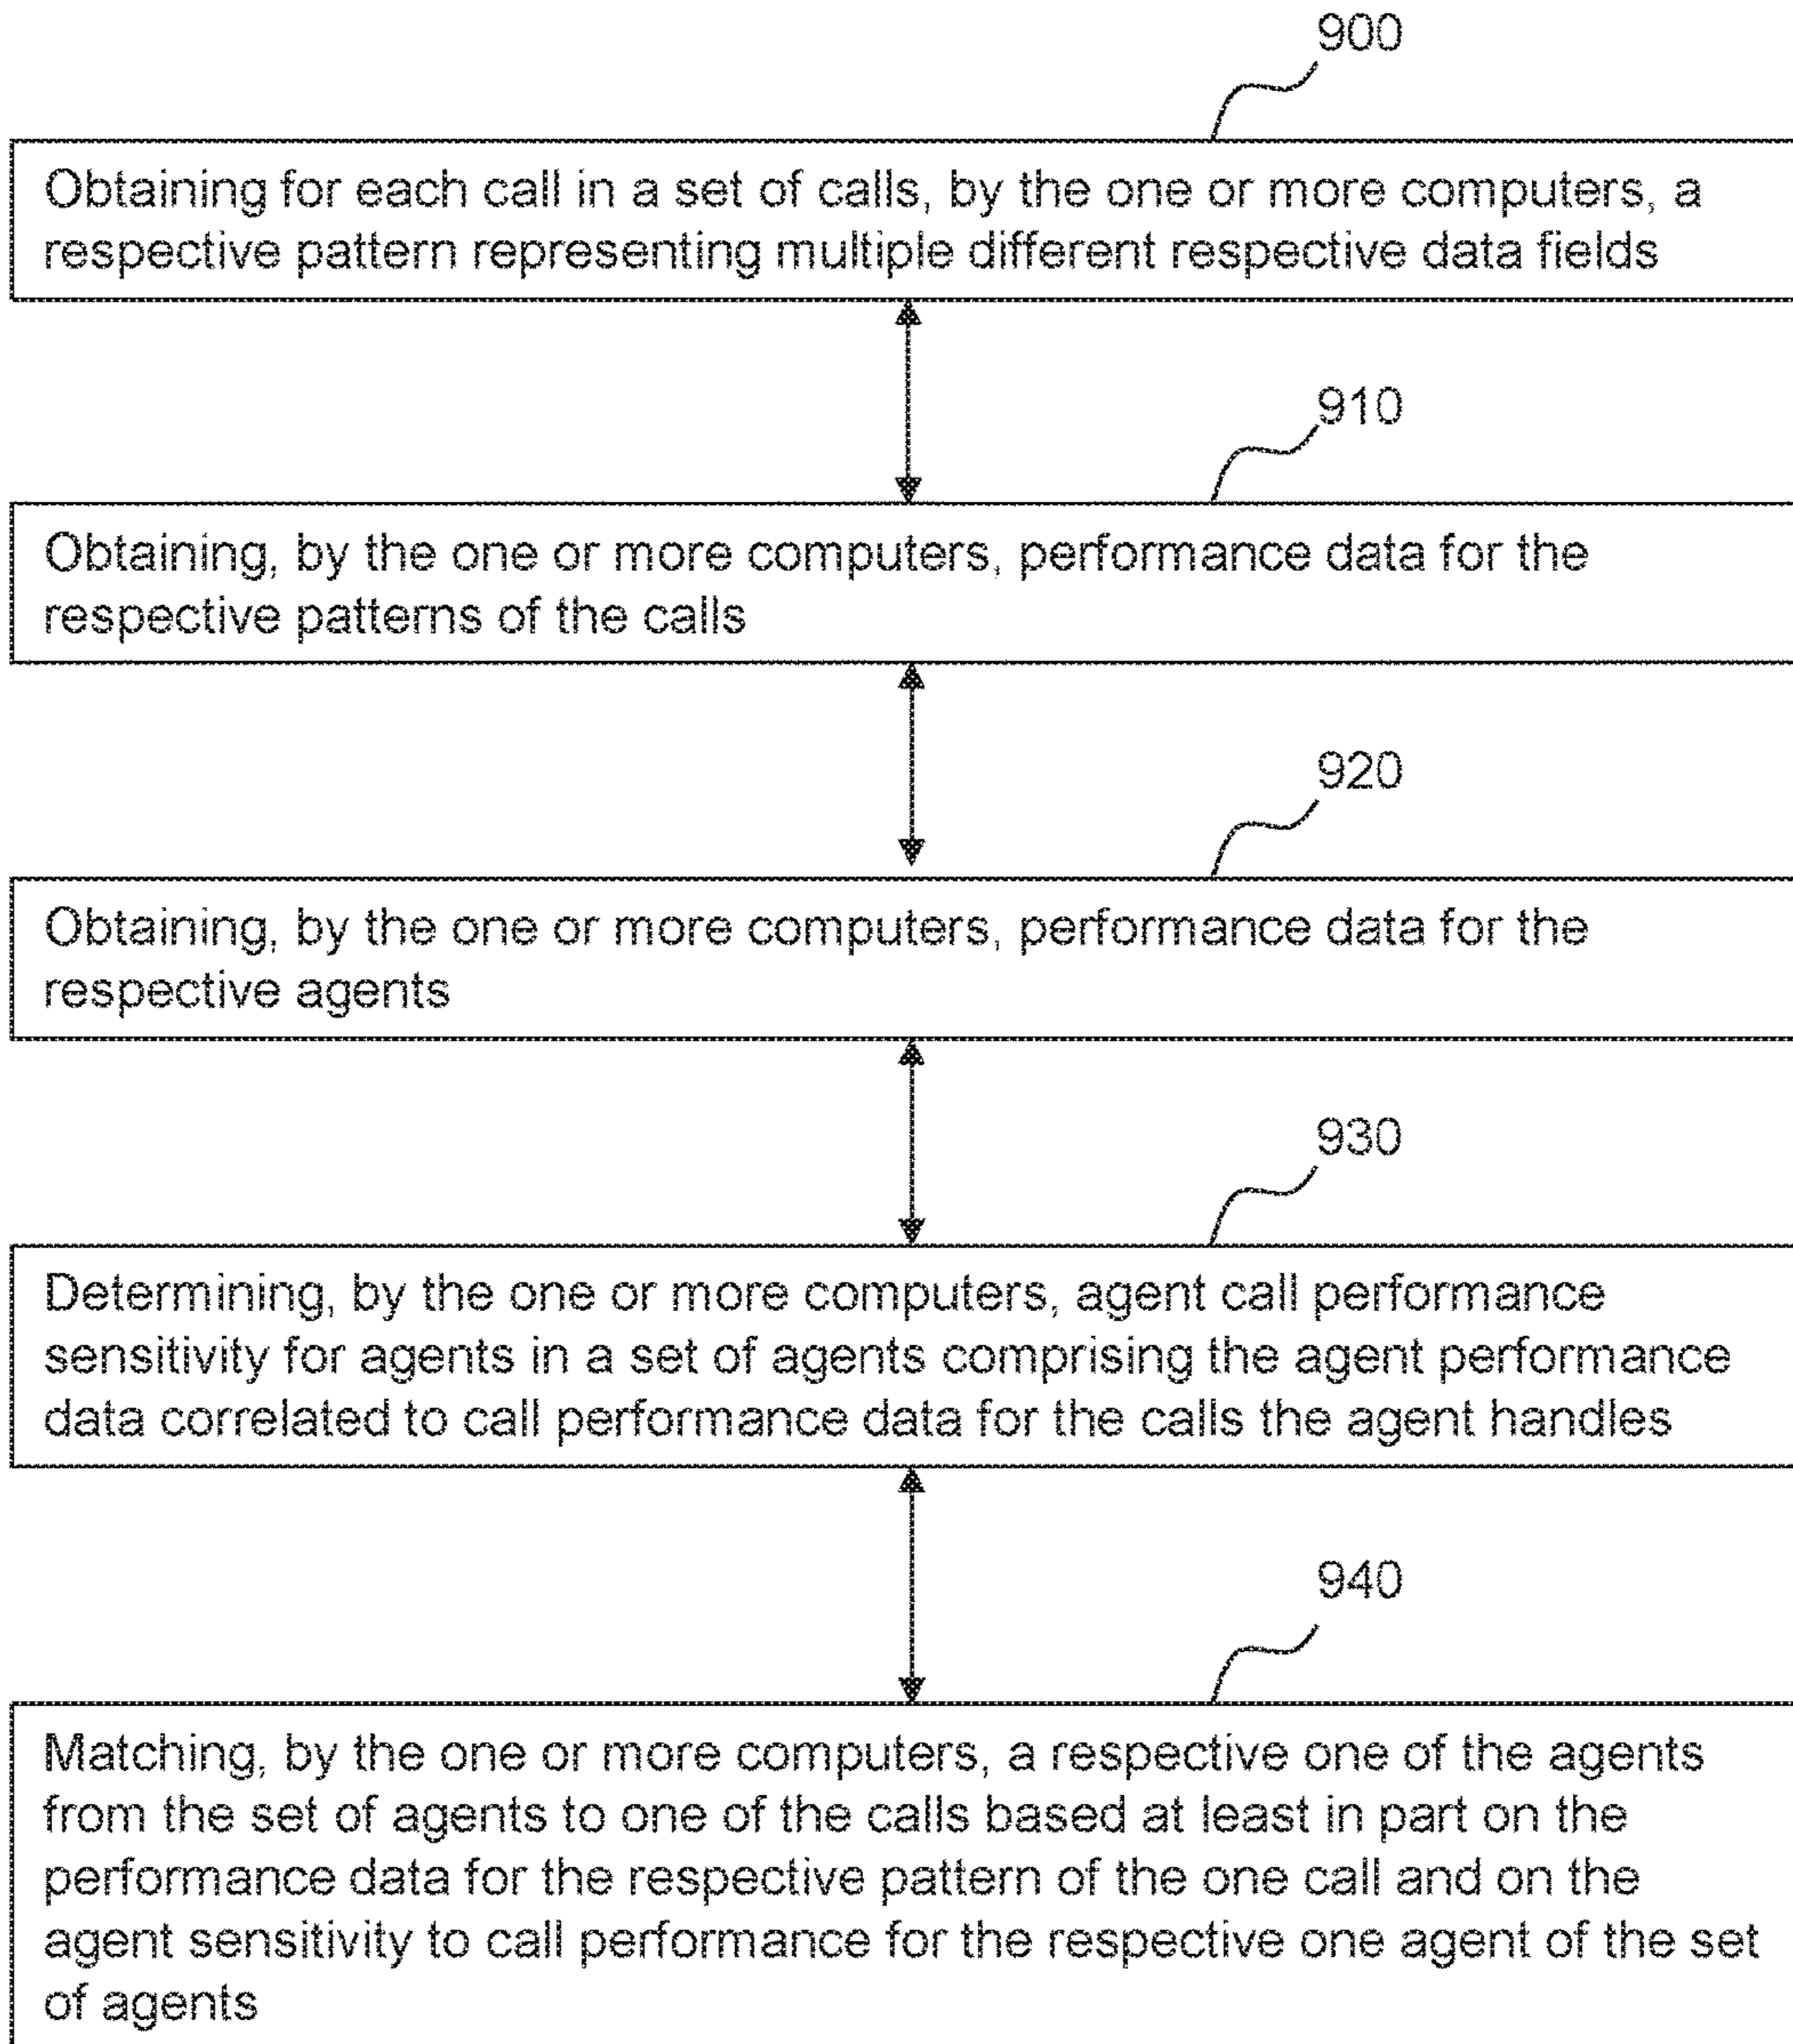 900
Obtaining for each call in a set of calls, by the one or more computers, a
respective pattern representing multiple different respective data fields
910
Obtaining, by the one or more computers, performance data for the
respective patterns of the calls
920
Obtaining, by the one or more computers, performance data for the
respective agents
930
Determining, by the one or more computers, agent call performance
sensitivity for agents in a set of agents comprising the agent performance
data correlated to call performance data for the calls the agent handles
940
Matching, by the one or more computers, a respective one of the agents
from the set of agents to one of the calls based at least in part on the
performance data for the respective pattern of the one call and on the
agent sensitivity to call performance for the respective one agent of the set
of agents